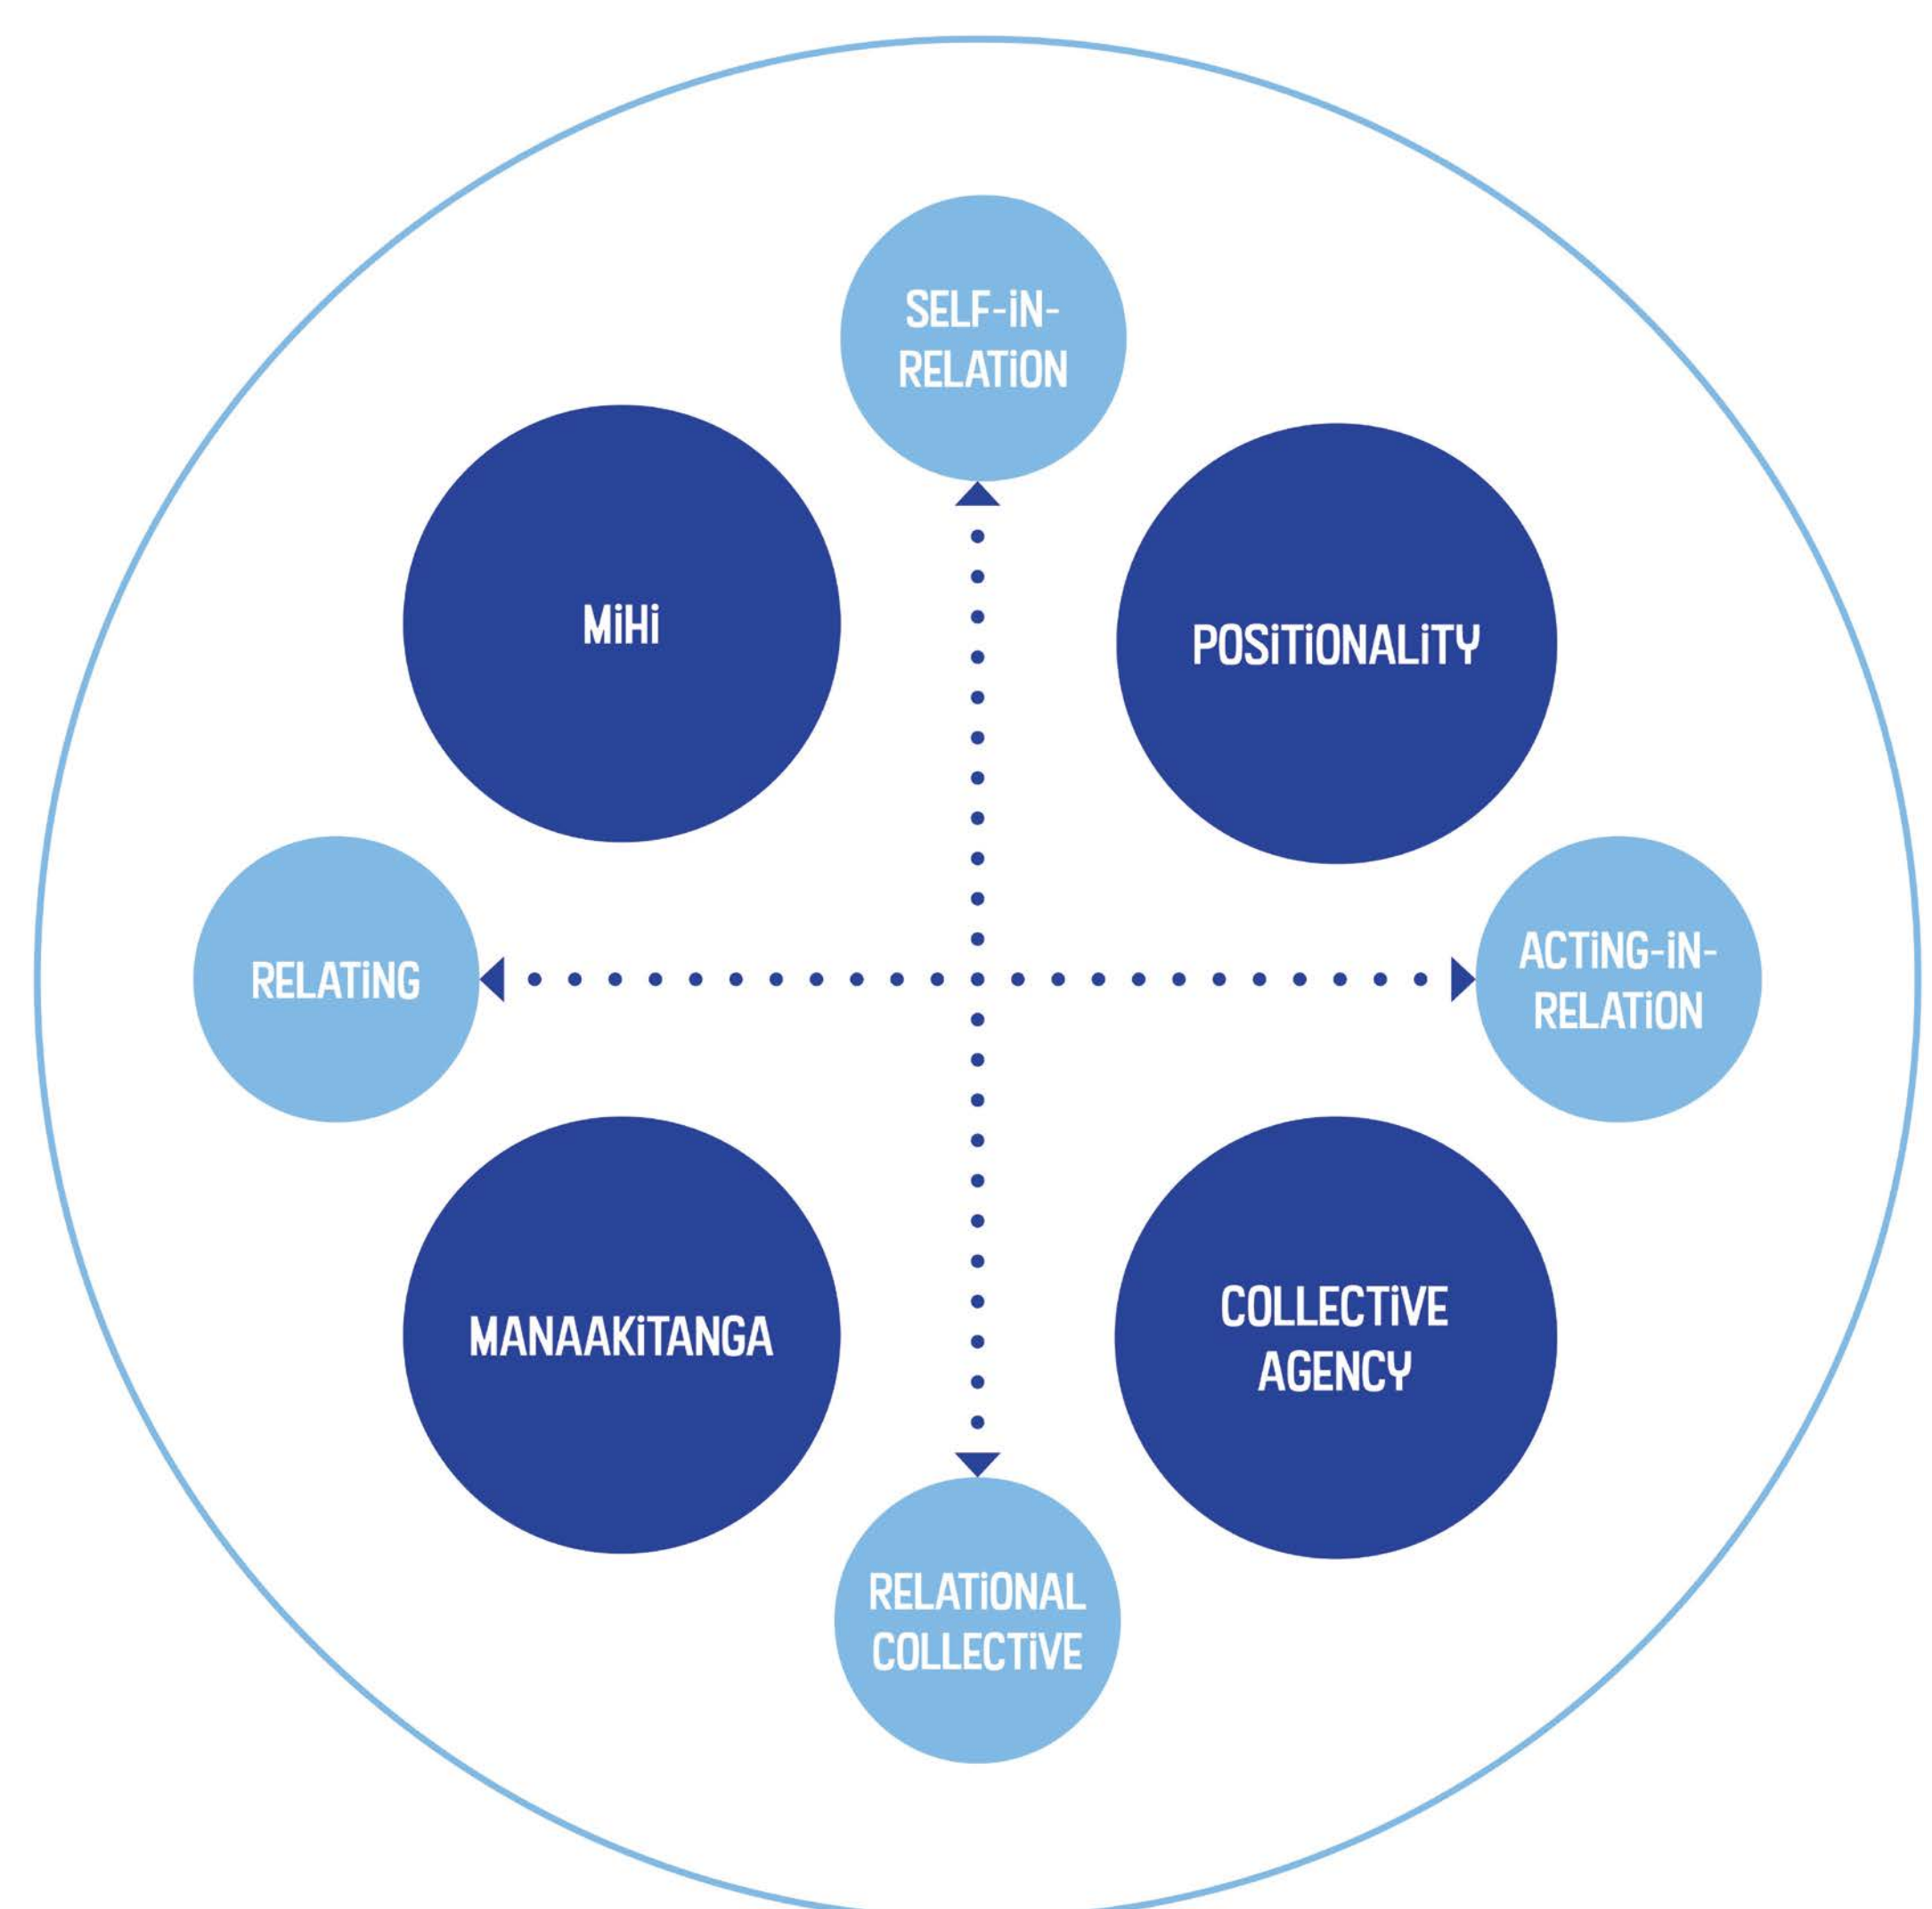 SELF-iN-
RELATiON
MiHi
POSiTiONALiTY
RELATiNG
ACTiNG-iN-
RELATiON
MANAAKiTANGA
COLLECTiVE
AGENCY
RELATiONAL
COLLECTiVE